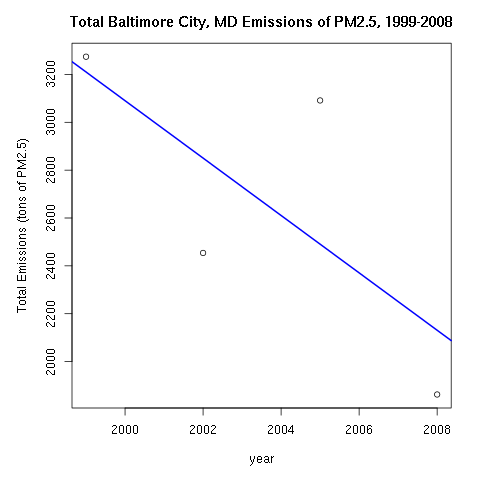 Total Baltimore City, MD Emissions of PM2.5, 1999-2008
Total Emissions (tons of PM2.5)
3200
3000
2800
2600
2400
2200
2000
2000 2002 2004 2006 2008
year